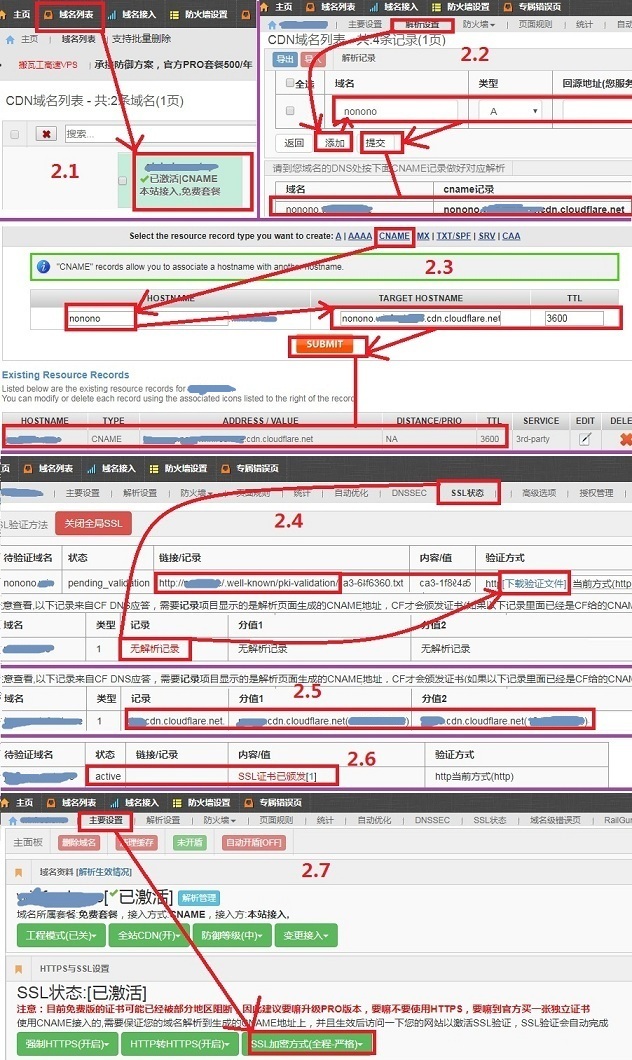 主页 域名列表 域名接入 防火墙设置
主页 域名列表 支持批量删除
搬瓦工高速VPS 承接防御方案，官方PRO套餐500/年
CDN域名列表 - 共:2条域名(1页)
搜索...
2.1
已激活|CNAME
本站接入,免费套餐
主页 域名列表 域名接入 防火墙设置 专属错误页
主要设置 解析设置 防火墙 页面规则 统计 自动
CDN域名列表 - 共:4条记录(1页)
2.2
导出 导入 解析记录
全选 域名 类型 回源地址(您服务
nonono A
返回 添加 提交
请到您域名的DNS处按下面CNAME记录做好对应解析
域名 cname记录
nonono. nonono. cdn.cloudflare.net
Select the resource record type you want to create: A | AAAA | CNAME | MX | TXT/SPF | SRV | CAA
"CNAME" records allow you to associate a hostname with another hostname.
2.3
HOSTNAME TARGET HOSTNAME TTL
nonono nonono. .cdn.cloudflare.net 3600
SUBMIT
Existing Resource Records
Listed below are the existing resource records for
You can modify or delete each record using the associated icons listed to the right of the record
HOSTNAME TYPE ADDRESS / VALUE DISTANCE/PRIO TTL SERVICE EDIT DELE
CNAME .cdn.cloudflare.net NA 3600 3rd-party
页 域名列表 域名接入 防火墙设置 专属错误页
主要设置 解析设置 防火墙 页面规则 统计 自动优化 DNSSEC SSL状态 高级选项 授权管理
SL验证方法 关闭全局SSL
2.4
待验证域名 状态 链接/记录 内容/值 验证方式
nonono. pending_validation http:// /.well-known/pki-validation/ a3-6lf6360.txt ca3-1f8‌24a5 http[下载验证文件] 当前方式(http
意查看,以下记录来自CF DNS应答，需要记录项目显示的是解析页面生成的CNAME地址，CF才会颁发证书(如果以下记录里面已经是CF给的CNAM
域名 类型 记录 分值1 分值2
1 无解析记录 无解析记录 无解析记录
意查看,以下记录来自CF DNS应答，需要记录项目显示的是解析页面生成的CNAME地址，CF才会颁发证书(如果以下记录里面已经是CF给的CNAM
2.5
域名 类型 记录 分值1 分值2
1 cdn.cloudflare.net. cdn.cloudflare.net( ) cdn.cloudflare.net( )
2.6
待验证域名 状态 链接/记录 内容/值 验证方式
active SSL证书已颁发[1] http当前方式(http)
主页 域名列表 域名接入 防火墙设置 专属错误页
主要设置 解析设置 防火墙 页面规则 统计 自动优化 DNSSEC SSL状态 域名级错误页 RailGun
主面板 删除域名 清理缓存 未开盾 自动开盾[OFF]
2.7
域名资料 [解析生效情况]
[已激活] 解析管理
域名所属套餐:免费套餐，接入方式:CNAME，接入方:本站接入。
工程模式(已关) 全站CDN(开) 防御等级(中) 变更接入
HTTPS与SSL设置
SSL状态:[已激活]
注意：目前免费版的证书可能已经被部分地区阻断，因此建议要嘛升级PRO版本，要嘛不要使用HTTPS，要嘛到官方买一张独立证书
使用CNAME接入的,需要保证您的域名解析到生成的CNAME地址上，并且生效后访问一下您的网站以激活SSL验证，SSL验证会自动完成
强制HTTPS(开启) HTTP转HTTPS(开启) SSL加密方式(全程-严格)